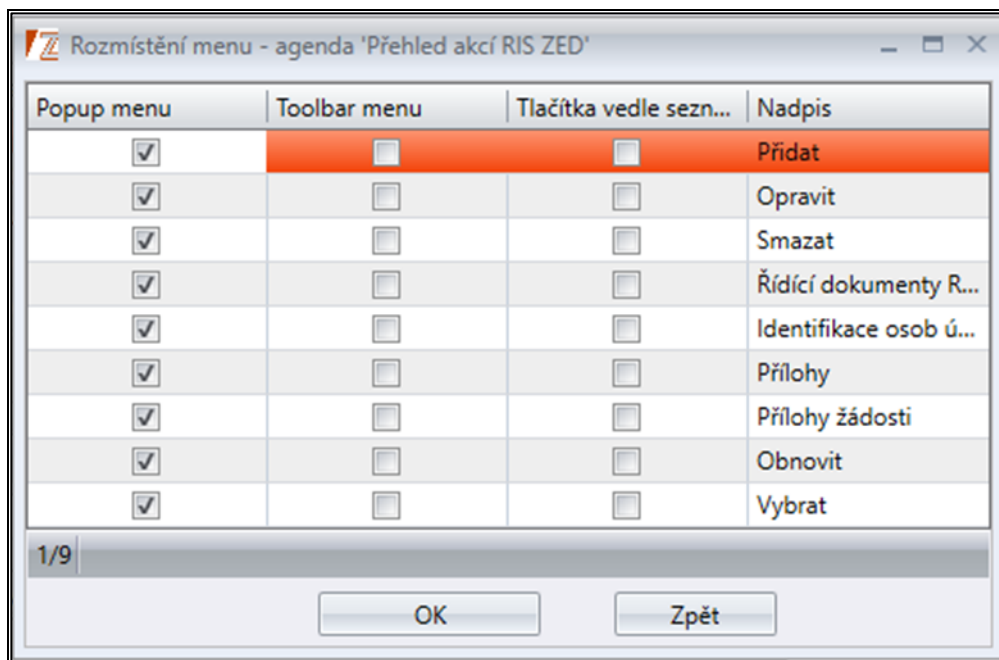 Rozmístění menu - agenda 'Přehled akcí RIS ZED'
Popup menu Toolbar menu Tlačítka vedle sezn... Nadpis
Přidat
Opravit
Smazat
Řídící dokumenty R...
Identifikace osob ú...
Přílohy
Přílohy žádosti
Obnovit
Vybrat
1/9
OK Zpět